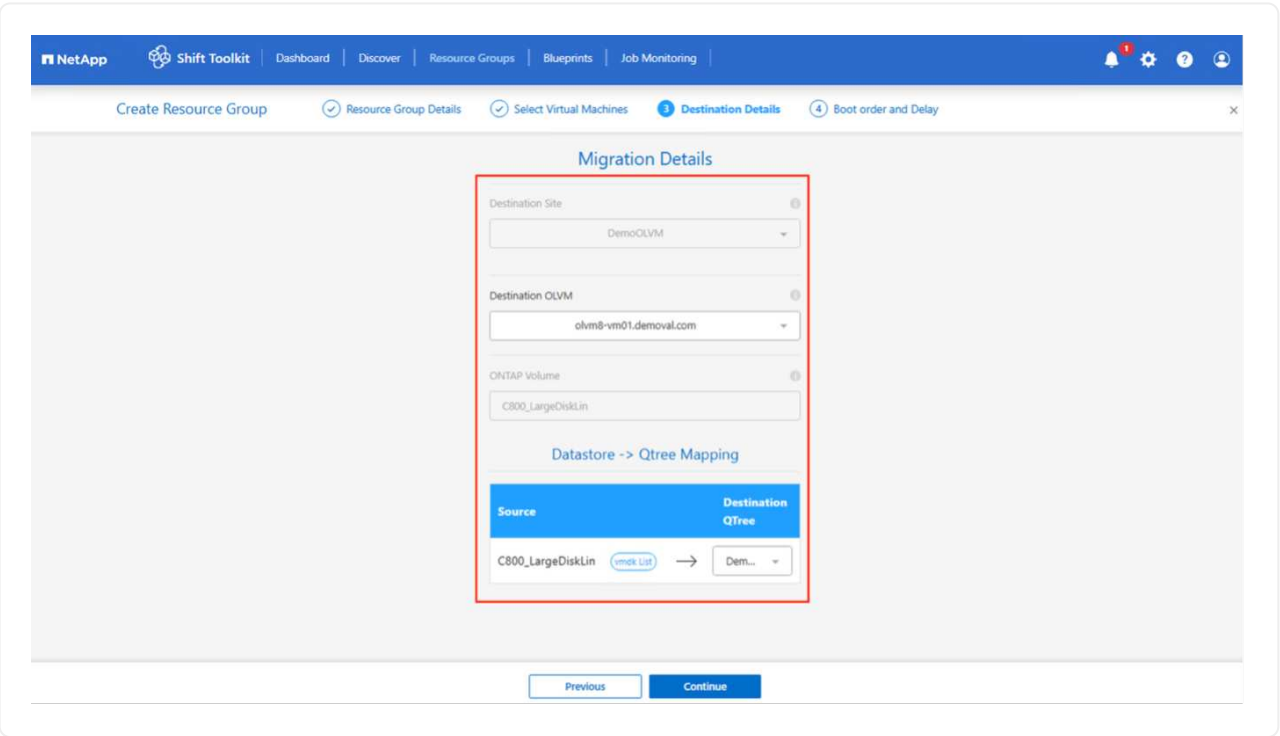 NetApp Shift Toolkit Dashboard Discover Resource Groups Blueprints Job Monitoring 1 ?
Create Resource Group Resource Group Details Select Virtual Machines 3 Destination Details 4 Boot order and Delay ×
Migration Details
Destination Site
DemoOLVM
Destination OLVM
olvm8-vm01.demoval.com
ONTAP Volume
C800_LargeDiskLin
Datastore -> Qtree Mapping
Source Destination
QTree
C800_LargeDiskLin vmdk List → Dem...
Previous Continue